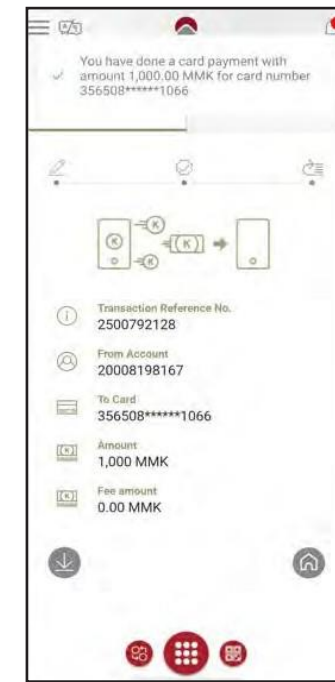 You have done a card payment with
amount 1,000.00 MMK for card number
356508******1066
Transaction Reference No.
2500792128
From Account
20008198167
To Card
356508******1066
Amount
1,000 MMK
Fee amount
0.00 MMK